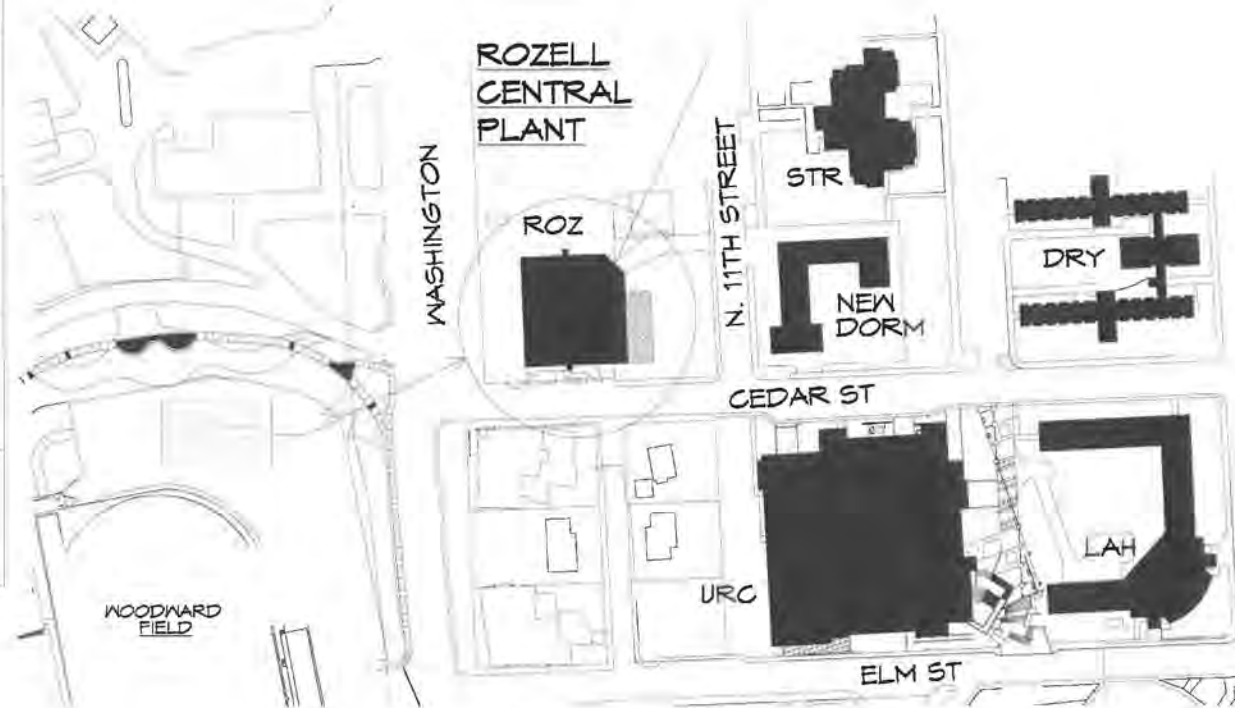 ROZELL
CENTRAL
PLANT
WASHINGTON
ROZ
N. 11TH STREET
STR
NEW
DORM
DRY
CEDAR ST
URC
LAH
WOODWARD
FIELD
ELM ST